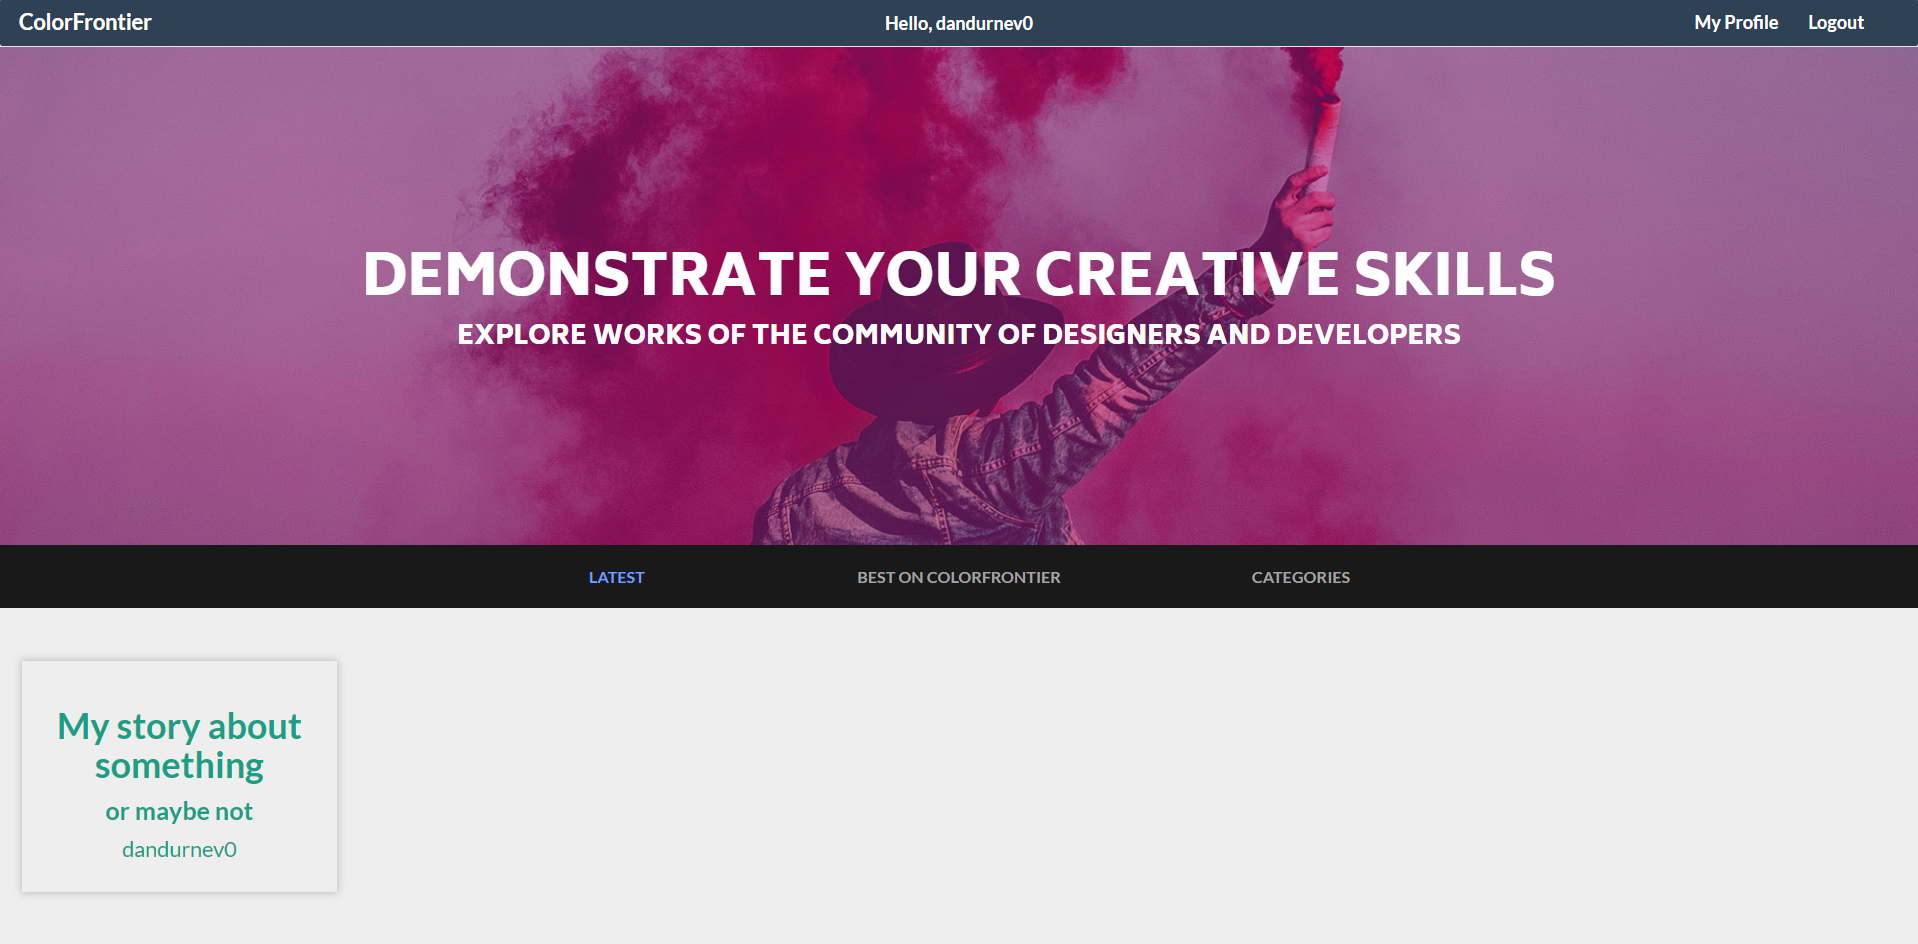 ColorFrontier
Hello, dandurnev0
My Profile
Logout
DEMONSTRATE YOUR CREATIVE SKILLS
EXPLORE WORKS OF THE COMMUNITY OF DESIGNERS AND DEVELOPERS
LATEST
BEST ON COLORFRONTIER
CATEGORIES
My story about
something
or maybe not
dandurnev0